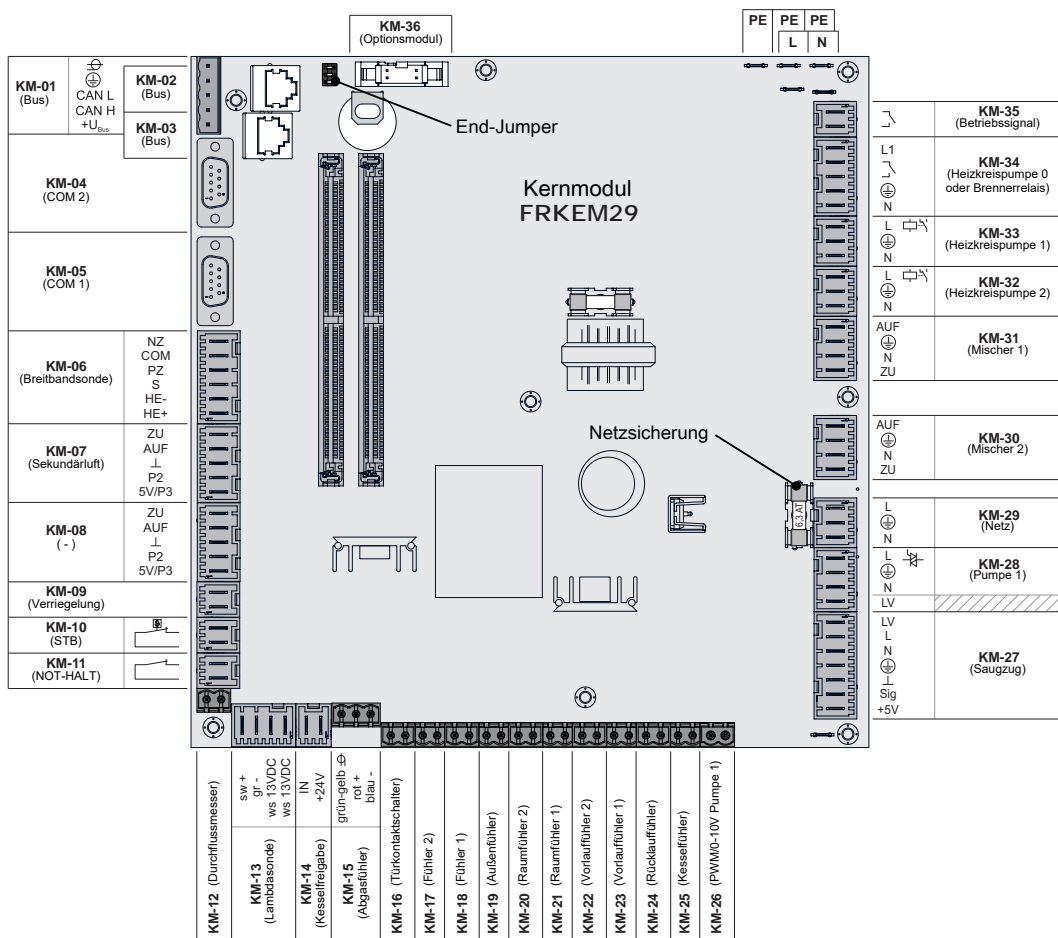 KM-36
(Optionsmodul)
PE PE PE
L N
KM-01
(Bus)
CAN L
CAN H
+U_Bus
KM-02
(Bus)
KM-03
(Bus)
KM-04
(COM 2)
KM-05
(COM 1)
KM-06
(Breitbandsonde)
NZ
COM
PZ
S
HE-
HE+
KM-07
(Sekundärluft)
ZU
AUF
⊥
P2
5V/P3
KM-08
( - )
ZU
AUF
⊥
P2
5V/P3
KM-09
(Verriegelung)
KM-10
(STB)
KM-11
(NOT-HALT)
End-Jumper
Kernmodul
FRKEM29
Netzsicherung
6,3 AT
KM-35
(Betriebssignal)
L1
N
KM-34
(Heizkreispumpe 0
oder Brennerrelais)
L
N
KM-33
(Heizkreispumpe 1)
L
N
KM-32
(Heizkreispumpe 2)
AUF
N
ZU
KM-31
(Mischer 1)
AUF
N
ZU
KM-30
(Mischer 2)
L
N
KM-29
(Netz)
L
N
LV
KM-28
(Pumpe 1)
LV
L
N
⊥
Sig
+5V
KM-27
(Saugzug)
KM-12 (Durchflussmesser)
sw +
gr -
ws 13VDC
ws 13VDC
KM-13
(Lambdasonde)
IN
+24V
KM-14
(Kesselfreigabe)
grün-gelb
rot +
blau -
KM-15
(Abgasfühler)
KM-16 (Türkontaktschalter)
KM-17 (Fühler 2)
KM-18 (Fühler 1)
KM-19 (Außenfühler)
KM-20 (Raumfühler 2)
KM-21 (Raumfühler 1)
KM-22 (Vorlauffühler 2)
KM-23 (Vorlauffühler 1)
KM-24 (Rücklauffühler)
KM-25 (Kesselfühler)
KM-26 (PWM/0-10V Pumpe 1)